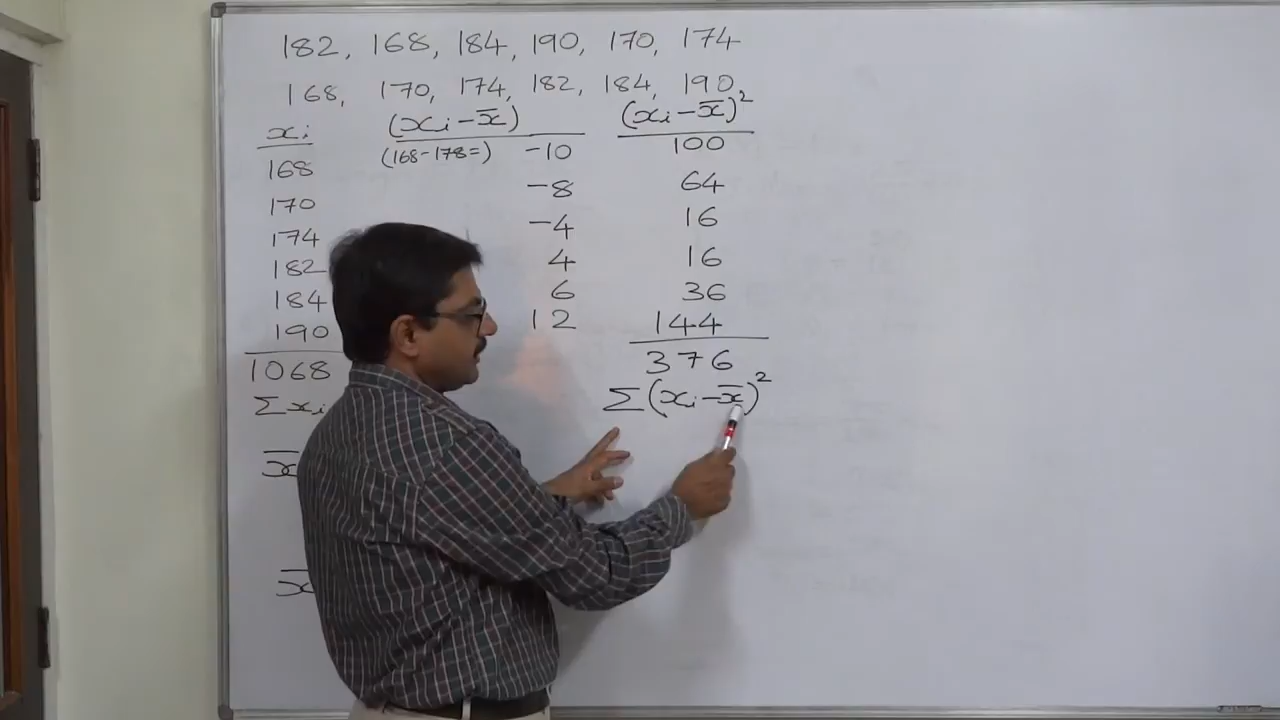 182, 168, 184, 190, 170, 174
168, 170, 174, 182, 184, 190,
xᵢ (xᵢ – x̄) (xᵢ – x̄)²
168 (168-178=) -10 100
170 -8 64
174 -4 16
182 4 16
184 6 36
190 12 144
1068 376
Σxᵢ Σ(xᵢ – x̄)²
x̄
x̄